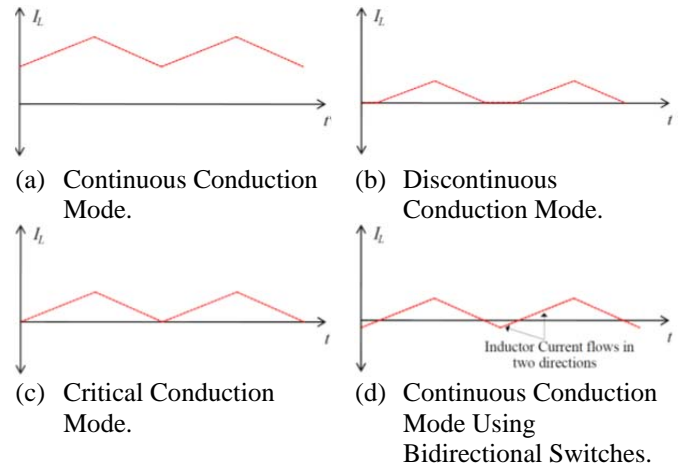 I_L
t
(a) Continuous Conduction
Mode.
I_L
t
(b) Discontinuous
Conduction Mode.
I_L
t
(c) Critical Conduction
Mode.
I_L
t
Inductor Current flows in
two directions
(d) Continuous Conduction
Mode Using
Bidirectional Switches.